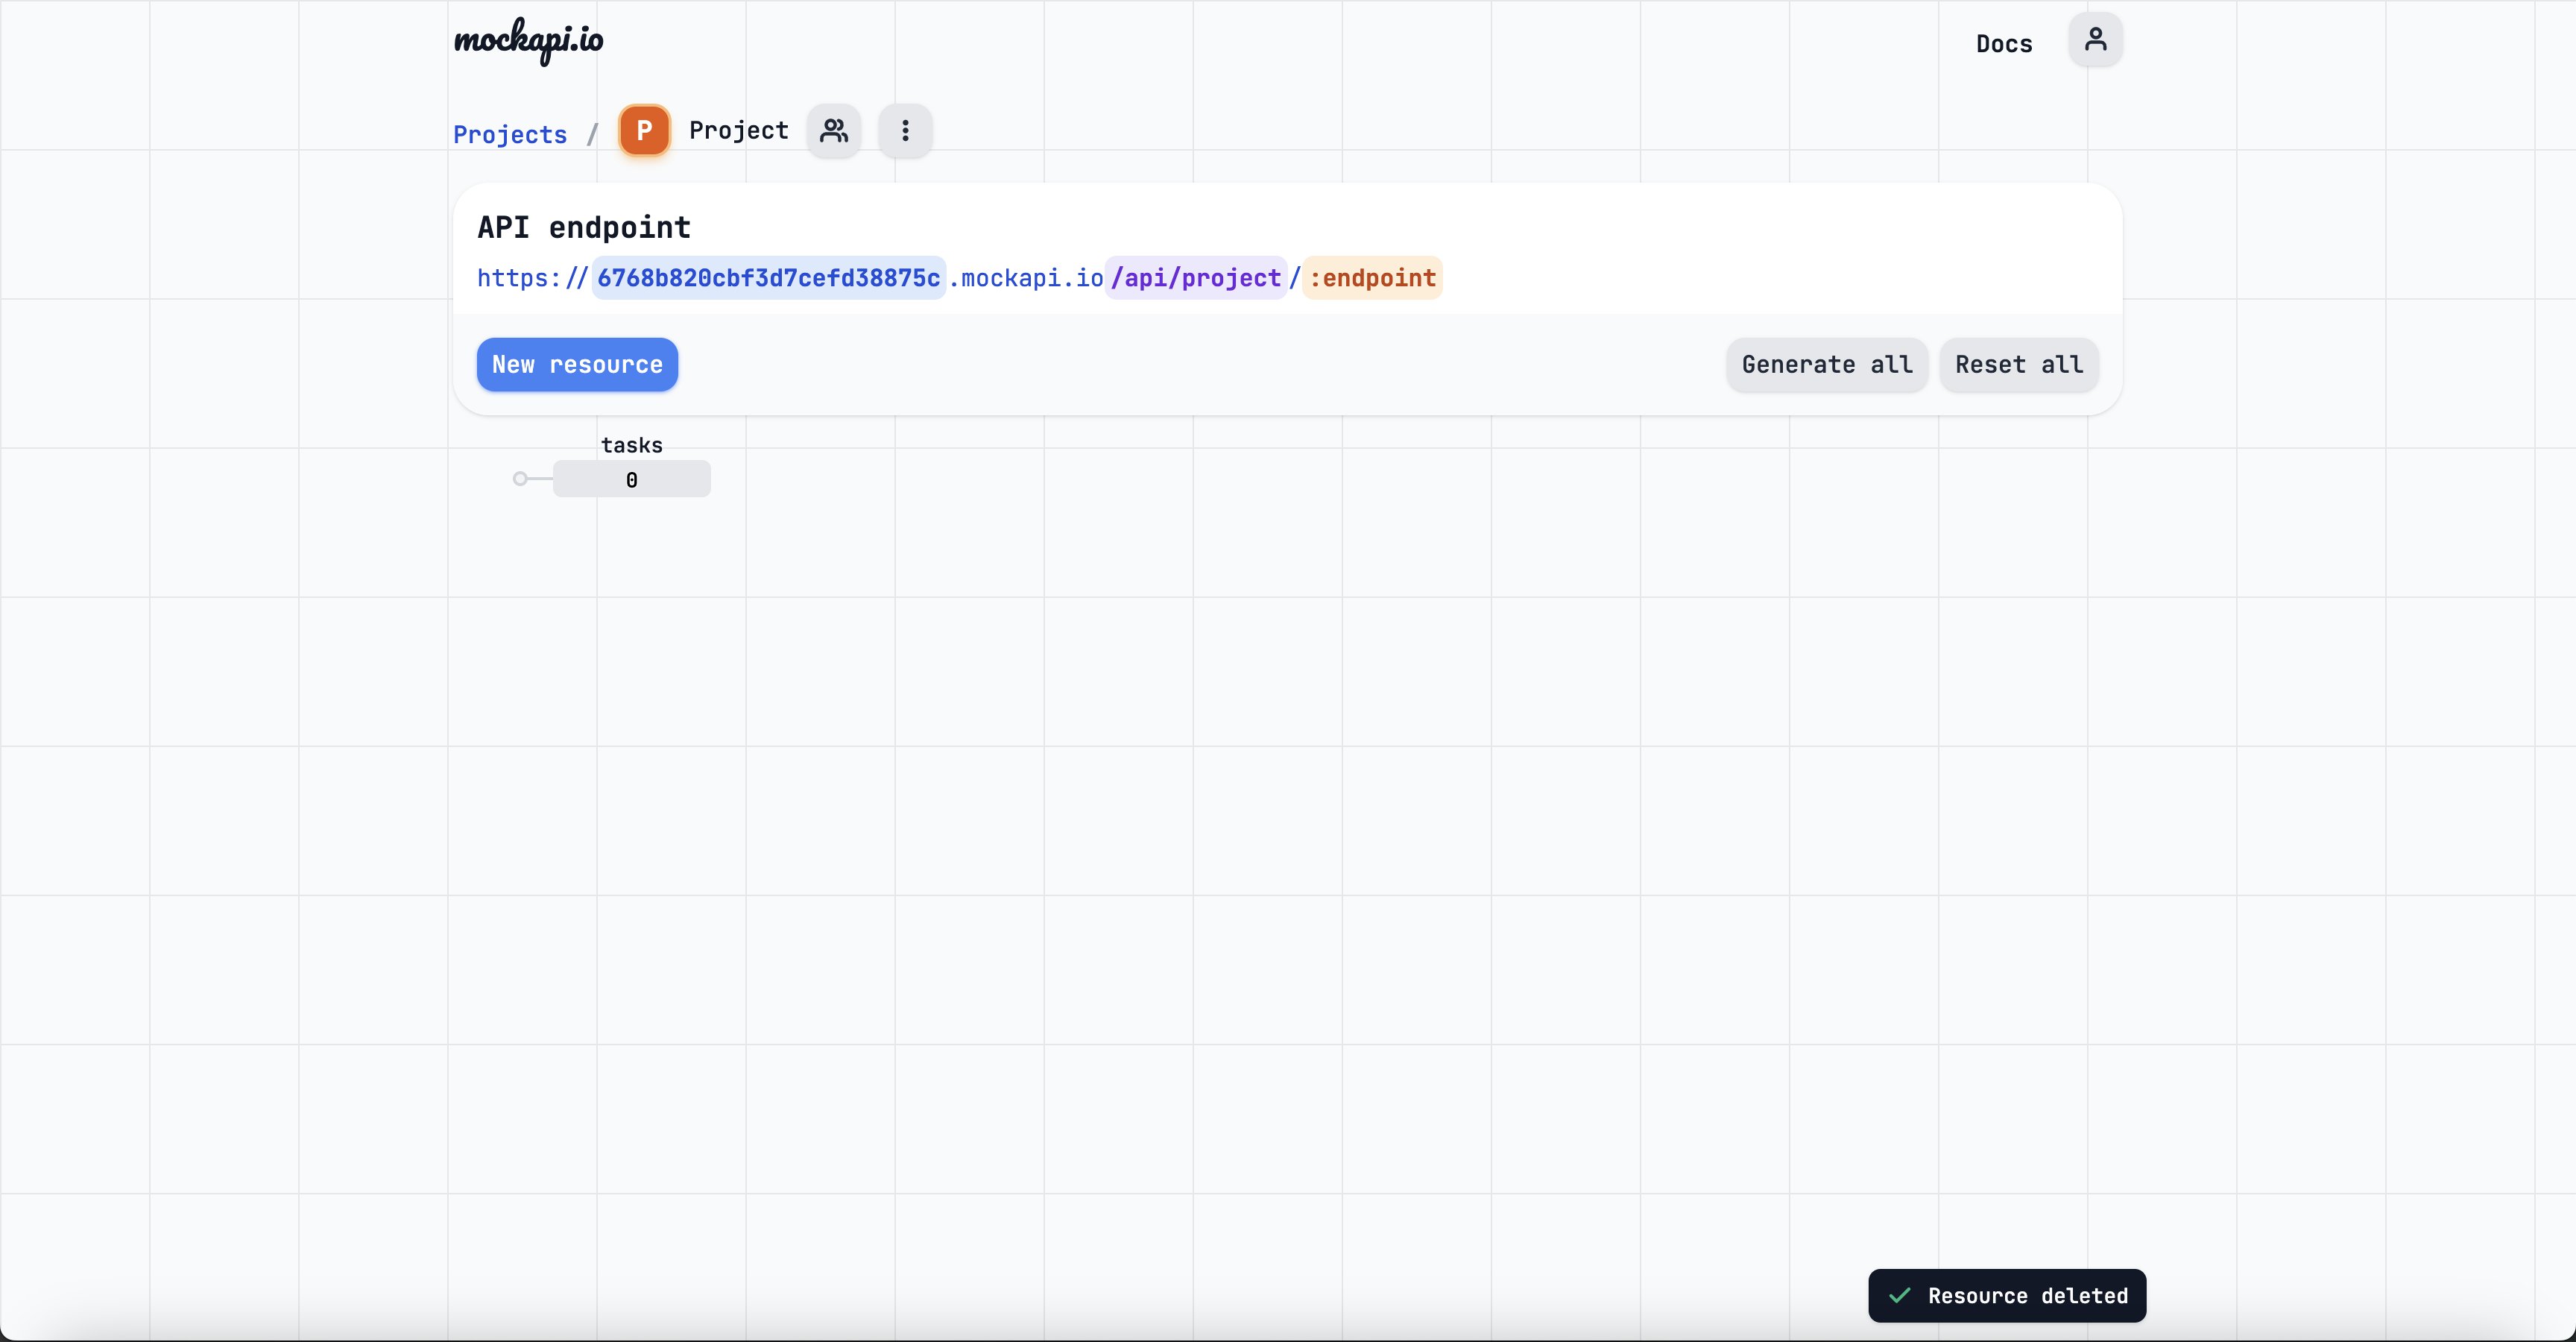 mockapi.io
Docs
Projects / P Project
API endpoint
https://6768b820cbf3d7cefd38875c.mockapi.io/api/project/:endpoint
New resource
Generate all
Reset all
tasks
0
Resource deleted